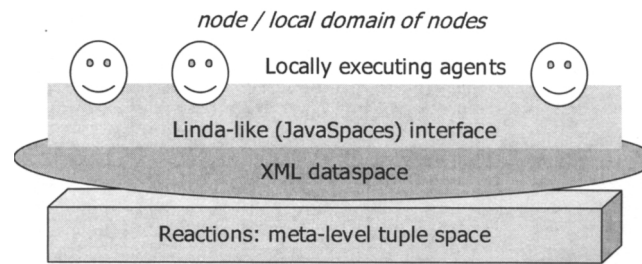 node / local domain of nodes
Locally executing agents
Linda-like (JavaSpaces) interface
XML dataspace
Reactions: meta-level tuple space